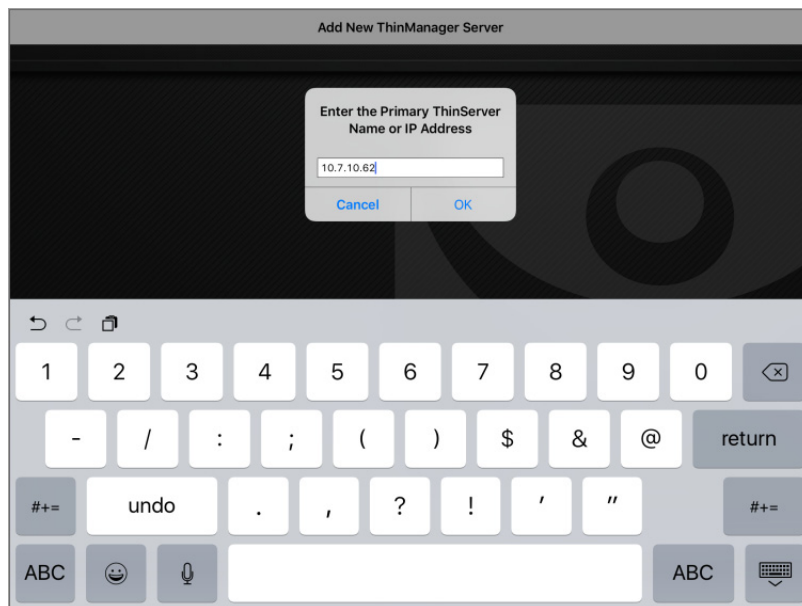 Add New ThinManager Server
Enter the Primary ThinServer
Name or IP Address
10.7.10.62
Cancel OK
1 2 3 4 5 6 7 8 9 0
- / : ; ( ) $ & @ return
#+= undo . , ? ! ' " #+=
ABC ABC